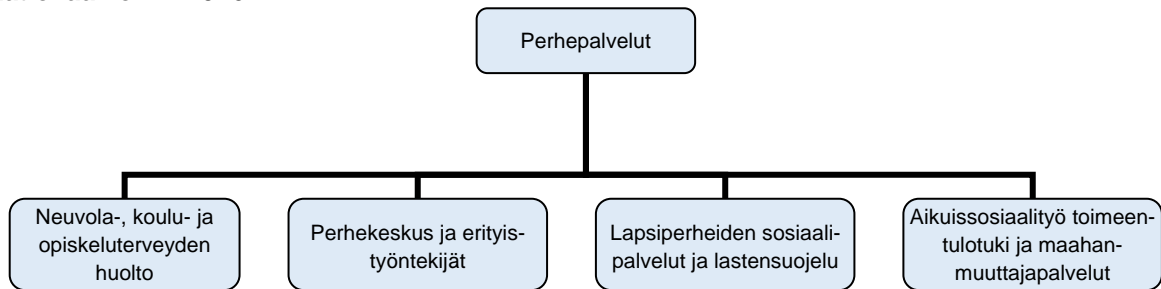 Perhepalvelut
Neuvola-, koulu- ja
opiskeluterveyden
huolto
Perhekeskus ja erityis-
työntekijät
Lapsiperheiden sosiaali-
palvelut ja lastensuojelu
Aikuissosiaalityö toimeen-
tulotuki ja maahan-
muuttajapalvelut